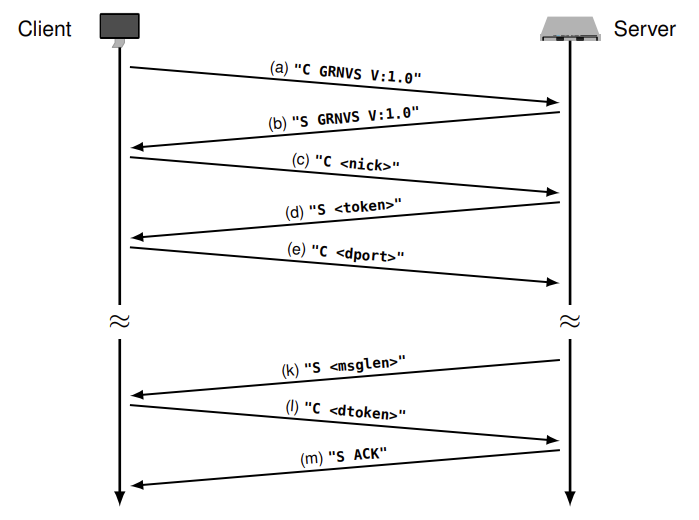 Client
Server
(a) "C GRNVS V:1.0"
(b) "S GRNVS V:1.0"
(c) "C <nick>"
(d) "S <token>"
(e) "C <dport>"
≈ ≈
(k) "S <msglen>"
(l) "C <dtoken>"
(m) "S ACK"